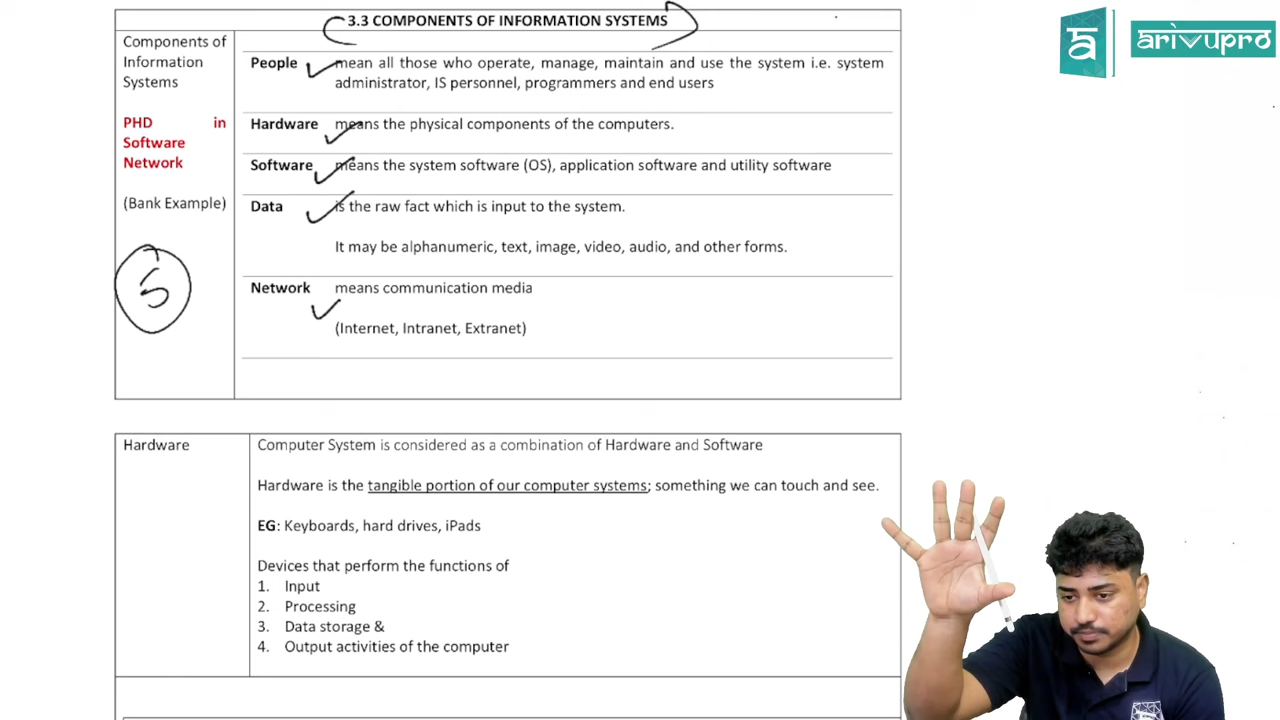 3.3 COMPONENTS OF INFORMATION SYSTEMS
Components of
Information
Systems
PHD in
Software
Network
(Bank Example)
5
People mean all those who operate, manage, maintain and use the system i.e. system
administrator, IS personnel, programmers and end users
Hardware means the physical components of the computers.
Software means the system software (OS), application software and utility software
Data is the raw fact which is input to the system.
It may be alphanumeric, text, image, video, audio, and other forms.
Network means communication media
(Internet, Intranet, Extranet)
Hardware
Computer System is considered as a combination of Hardware and Software
Hardware is the tangible portion of our computer systems; something we can touch and see.
EG: Keyboards, hard drives, iPads
Devices that perform the functions of
1. Input
2. Processing
3. Data storage &
4. Output activities of the computer
arivupro